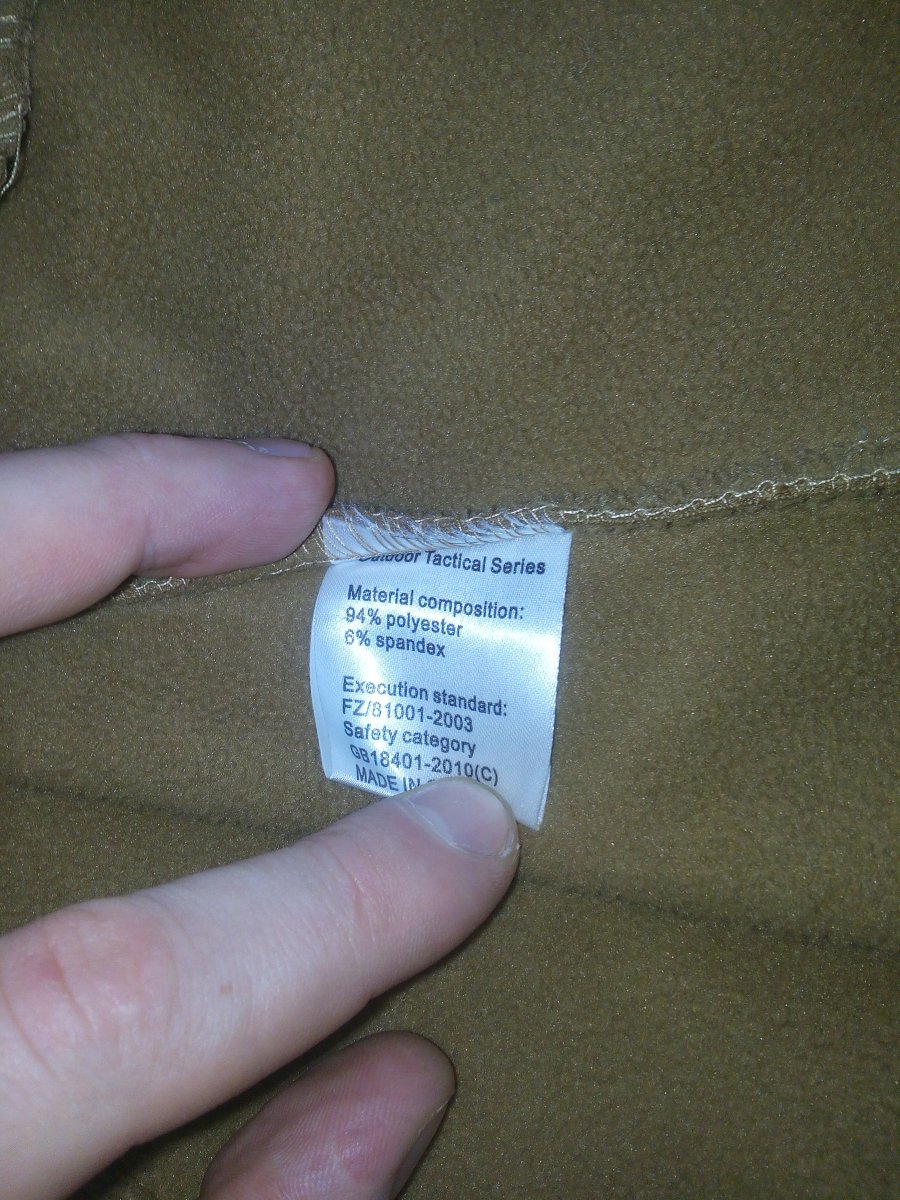 Outdoor Tactical Series
Material composition:
94% polyester
6% spandex
Execution standard:
FZ/81001-2003
Safety category
GB18401-2010(C)
MADE IN